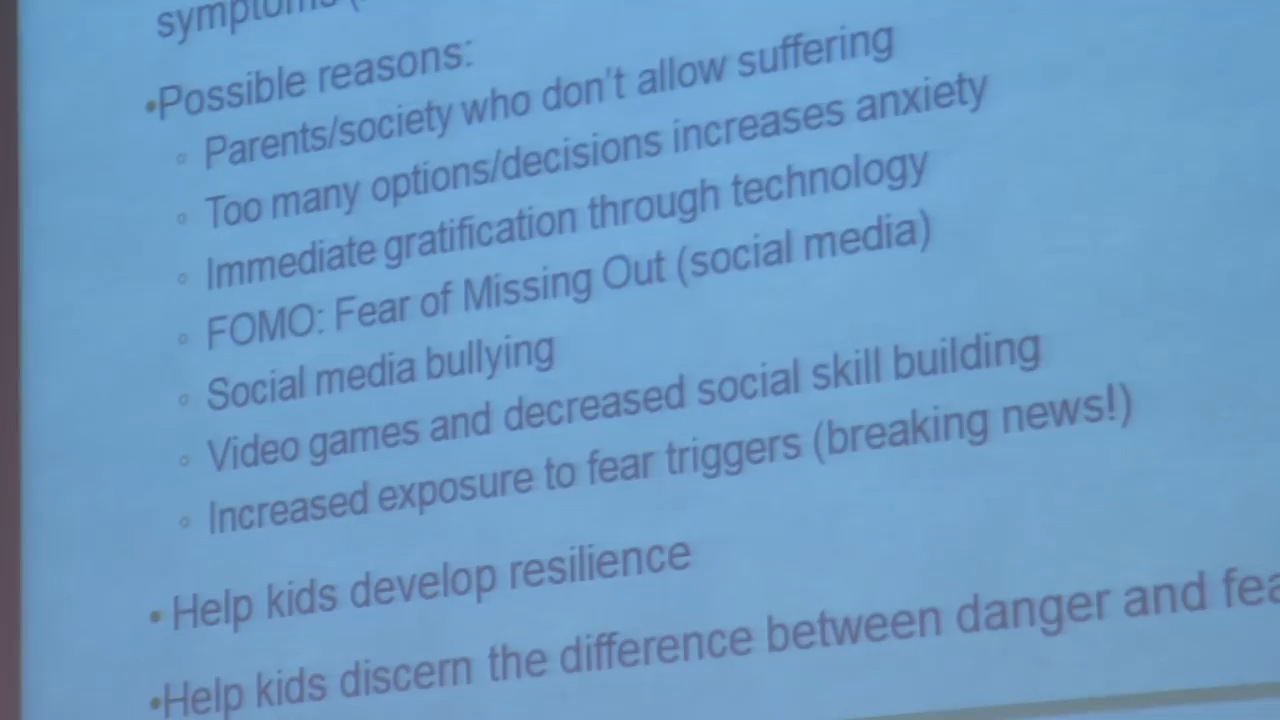 symptoms (
•Possible reasons:
◦ Parents/society who don't allow suffering
◦ Too many options/decisions increases anxiety
◦ Immediate gratification through technology
◦ FOMO: Fear of Missing Out (social media)
◦ Social media bullying
◦ Video games and decreased social skill building
◦ Increased exposure to fear triggers (breaking news!)
• Help kids develop resilience
•Help kids discern the difference between danger and fea